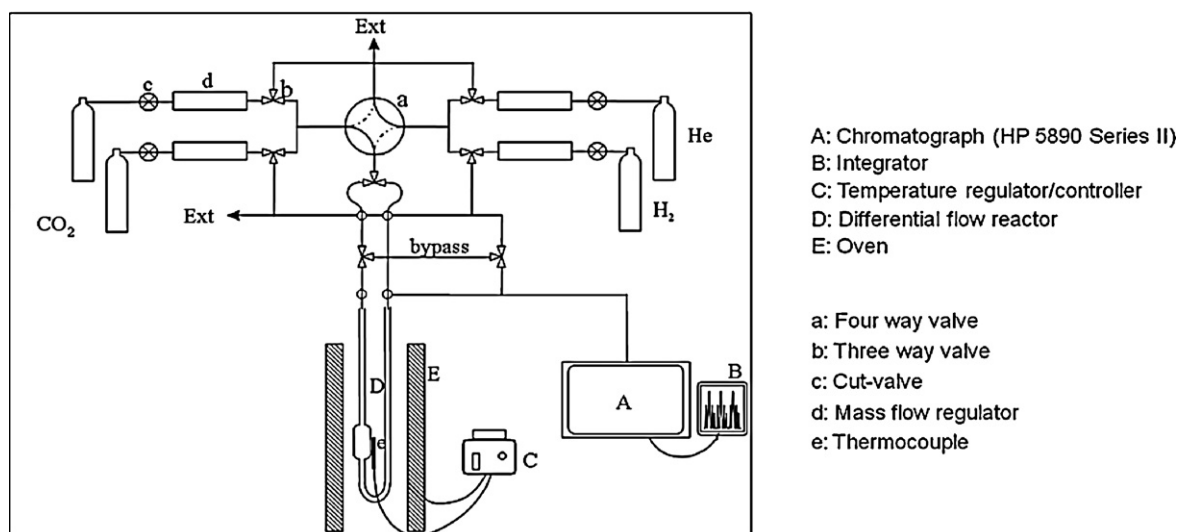 Ext
c
d
b
a
He
CO₂
H₂
Ext
bypass
D
E
e
C
A
B
A: Chromatograph (HP 5890 Series II)
B: Integrator
C: Temperature regulator/controller
D: Differential flow reactor
E: Oven
a: Four way valve
b: Three way valve
c: Cut-valve
d: Mass flow regulator
e: Thermocouple